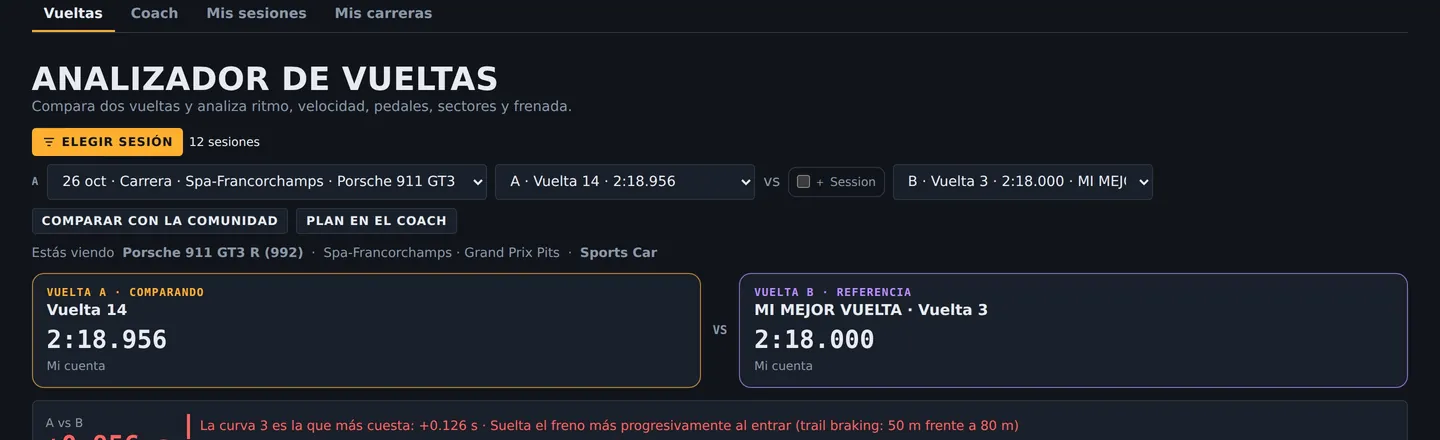 Vueltas Coach Mis sesiones Mis carreras
ANALIZADOR DE VUELTAS
Compara dos vueltas y analiza ritmo, velocidad, pedales, sectores y frenada.
ELEGIR SESIÓN 12 sesiones
A 26 oct · Carrera · Spa-Francorchamps · Porsche 911 GT3 A · Vuelta 14 · 2:18.956 VS + Session B · Vuelta 3 · 2:18.000 · MI MEJ
COMPARAR CON LA COMUNIDAD PLAN EN EL COACH
Estás viendo Porsche 911 GT3 R (992) · Spa-Francorchamps · Grand Prix Pits · Sports Car
VUELTA A · COMPARANDO
Vuelta 14
2:18.956
Mi cuenta
VS
VUELTA B · REFERENCIA
MI MEJOR VUELTA · Vuelta 3
2:18.000
Mi cuenta
A vs B
+0.956 s
La curva 3 es la que más cuesta: +0.126 s · Suelta el freno más progresivamente al entrar (trail braking: 50 m frente a 80 m)